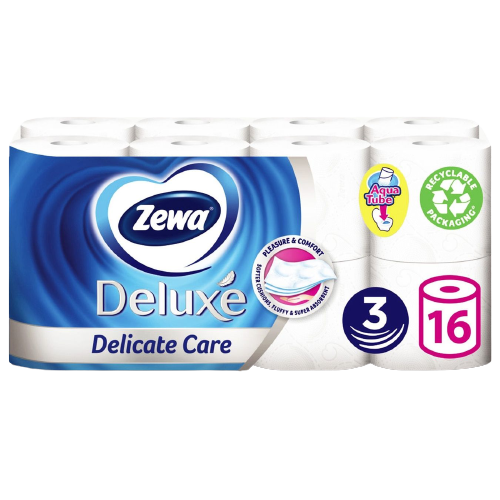 Zewa
Deluxe
Delicate Care
PLEASURE & COMFORT
SOFTER CUSHIONS, FLUFFY & SUPER ABSORBENT
Aqua
Tube
RECYCLABLE
PACKAGING*
3
16